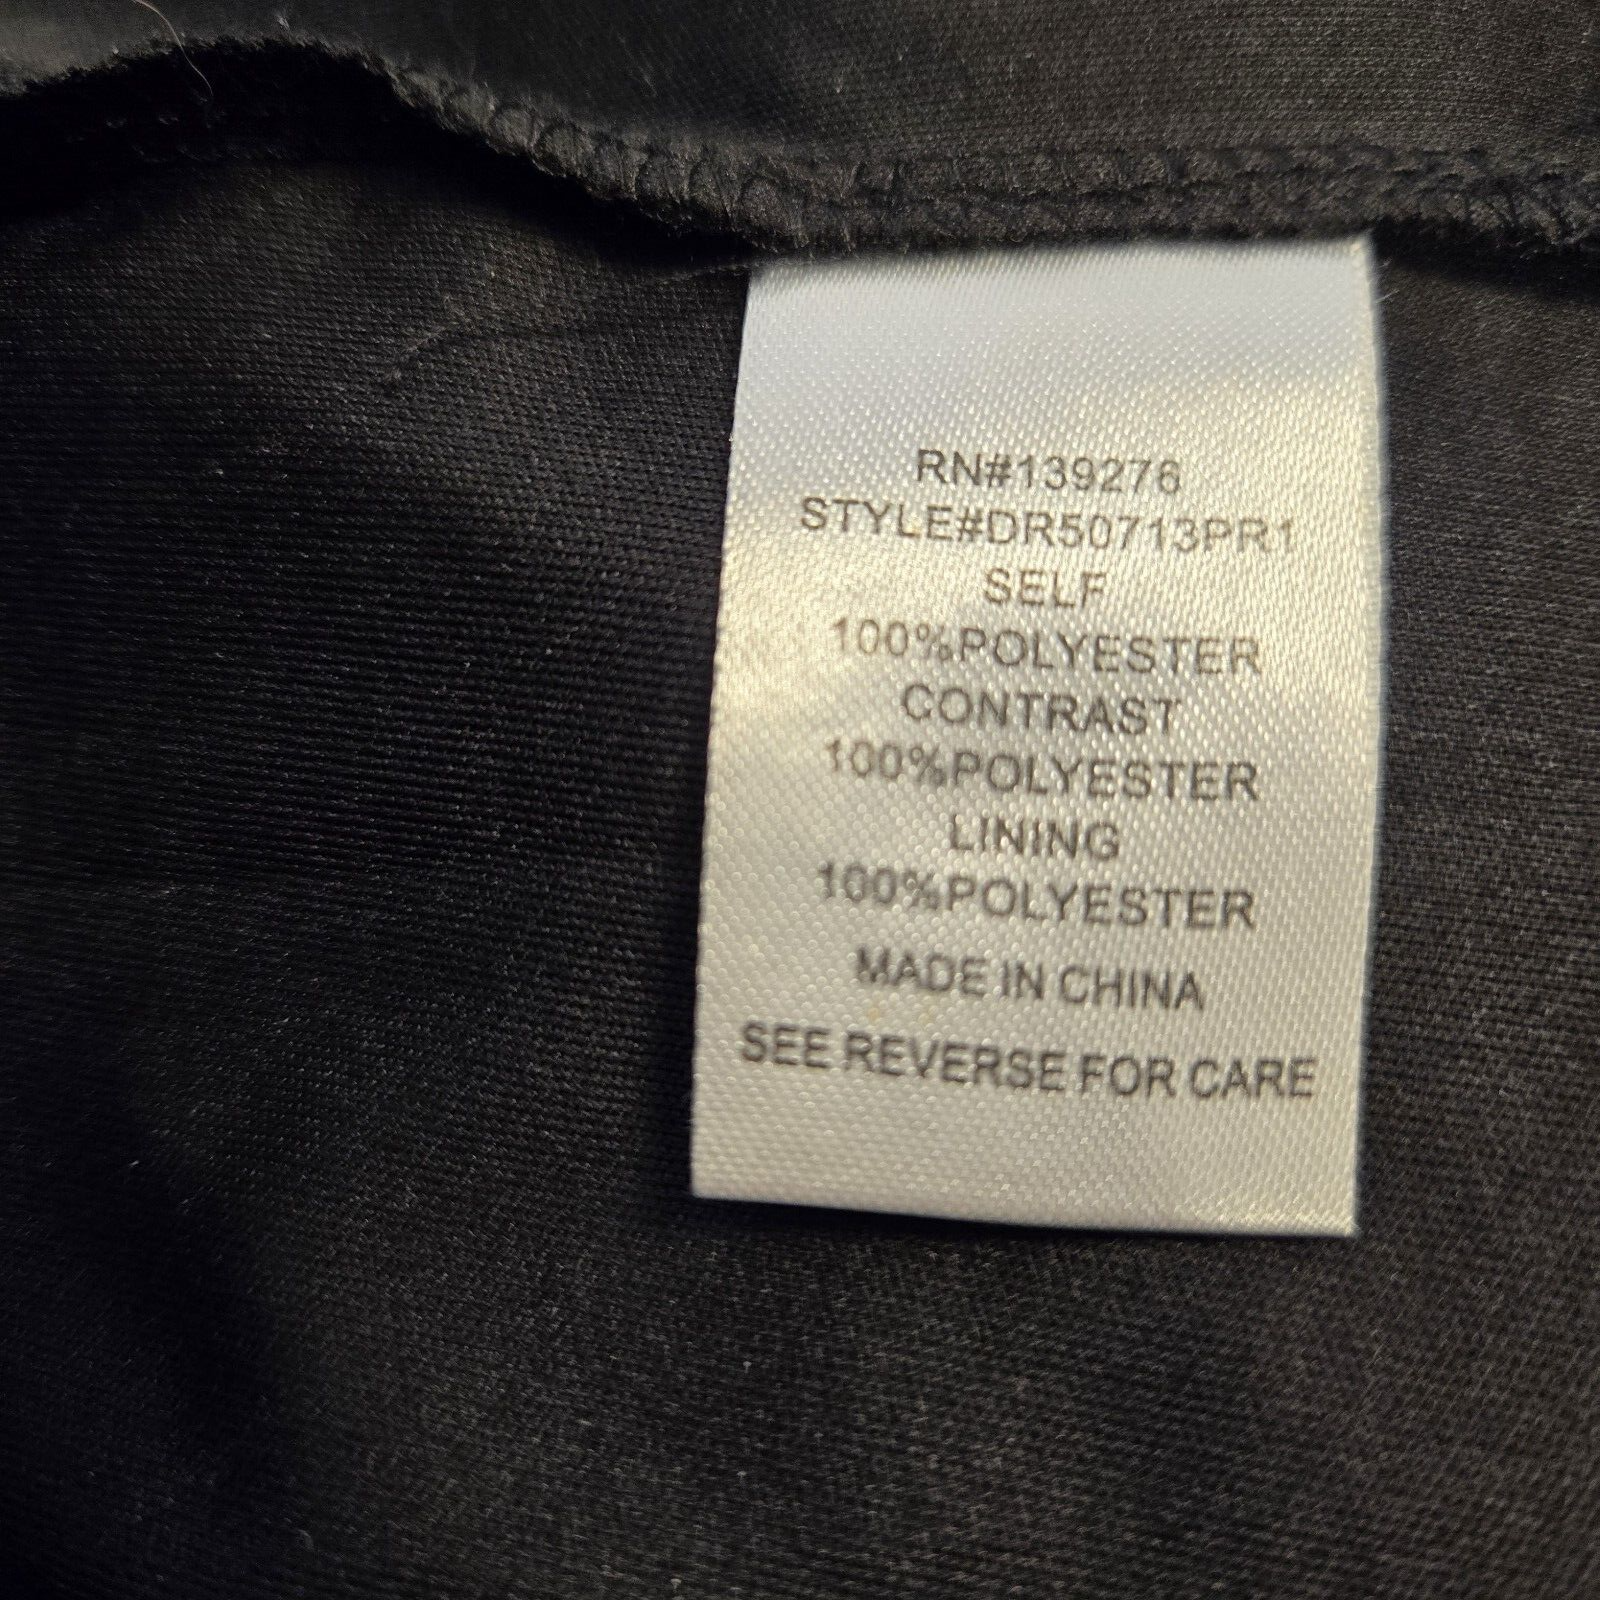 RN#139276
STYLE#DR50713PR1
SELF
100%POLYESTER
CONTRAST
100%POLYESTER
LINING
100%POLYESTER
MADE IN CHINA
SEE REVERSE FOR CARE